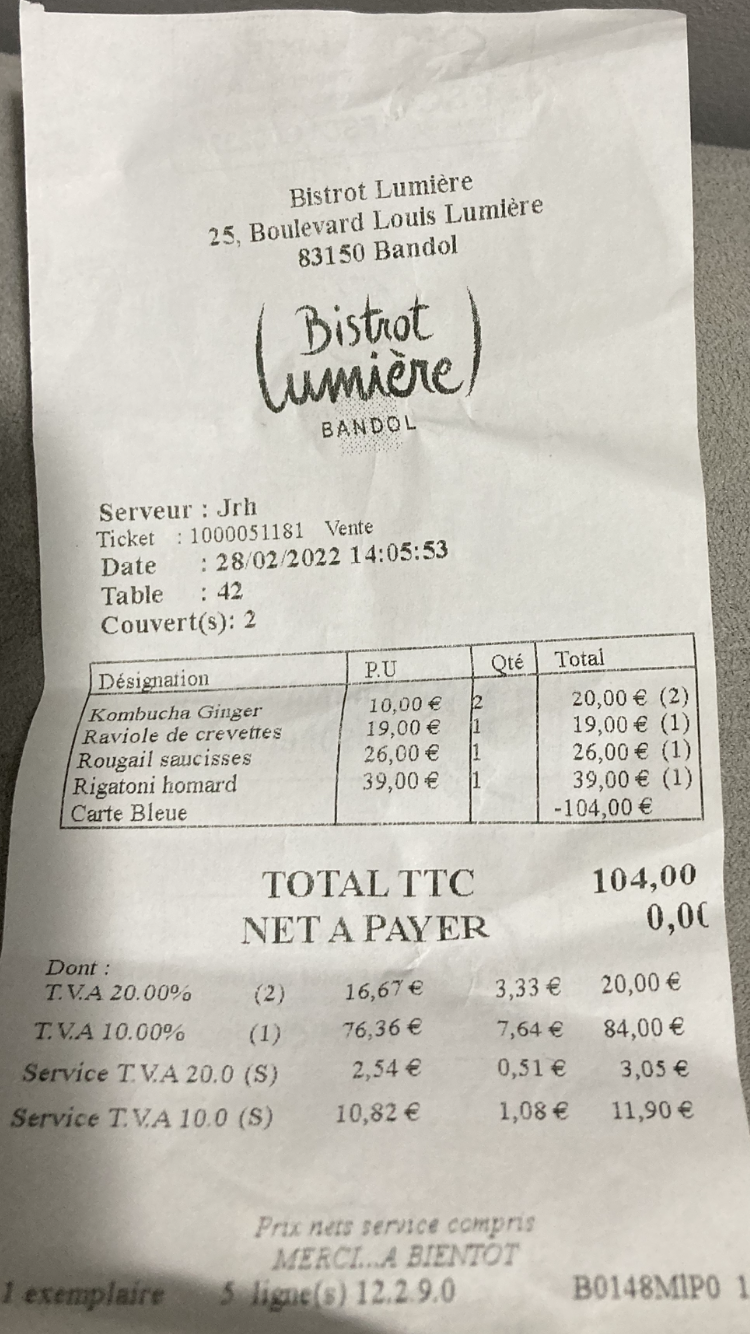 Bistrot Lumière
25, Boulevard Louis Lumière
83150 Bandol
Bistrot
Lumière
BANDOL
Serveur : Jrh
Ticket : 1000051181 Vente
Date : 28/02/2022 14:05:53
Table : 42
Couvert(s): 2
Désignation P.U Qté Total
Kombucha Ginger 10,00 € 2 20,00 € (2)
Raviole de crevettes 19,00 € 1 19,00 € (1)
Rougail saucisses 26,00 € 1 26,00 € (1)
Rigatoni homard 39,00 € 1 39,00 € (1)
Carte Bleue -104,00 €
TOTAL TTC 104,00
NET A PAYER 0,00
Dont :
T.V.A 20.00% (2) 16,67 € 3,33 € 20,00 €
T.V.A 10.00% (1) 76,36 € 7,64 € 84,00 €
Service T.V.A 20.0 (S) 2,54 € 0,51 € 3,05 €
Service T.V.A 10.0 (S) 10,82 € 1,08 € 11,90 €
Prix nets service compris
MERCI...A BIENTOT
1 exemplaire 5 ligne(s) 12.2.9.0 B0148M1P0 1